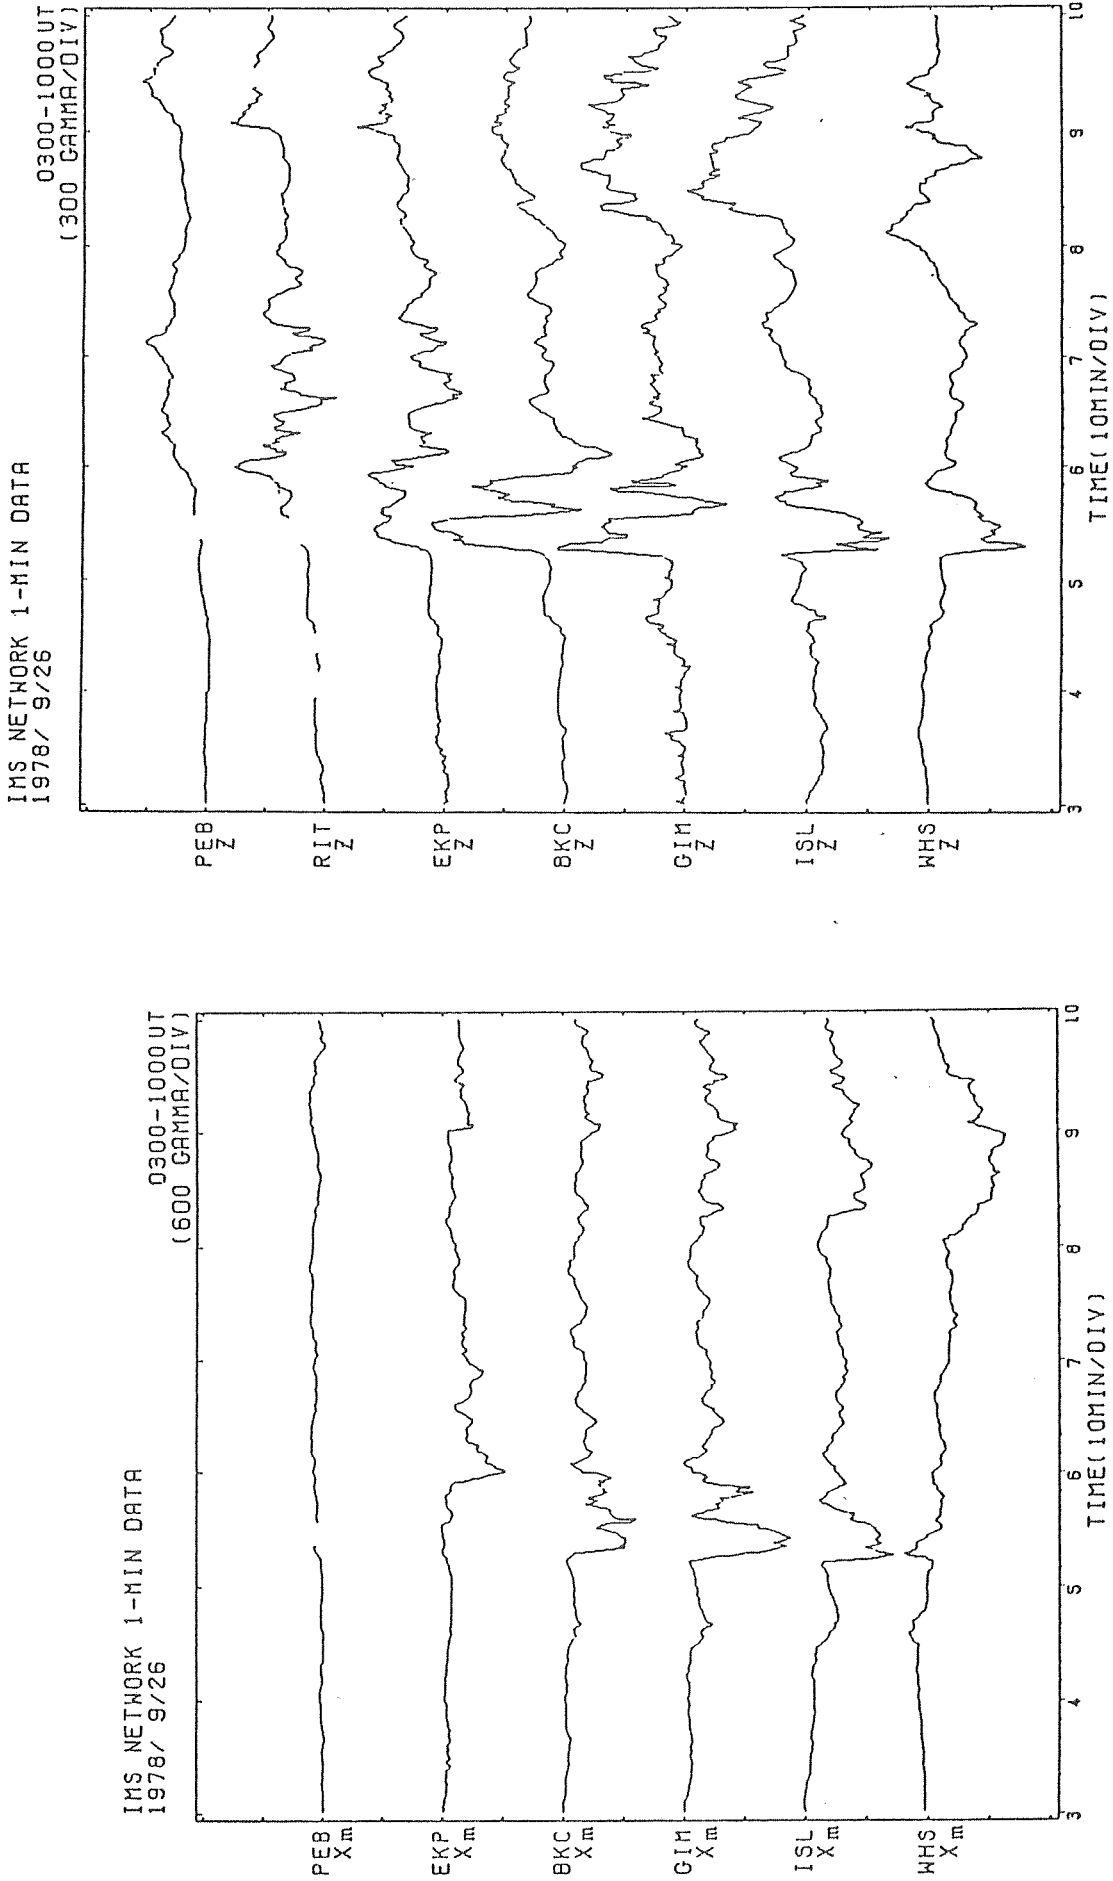 IMS NETWORK 1-MIN DATA
1978/ 9/26
0300-1000UT
(600 GAMMA/DIV)
PEB
Xm
EKP
Xm
BKC
Xm
GIM
Xm
ISL
Xm
WHS
Xm
3 4 5 6 7 8 9 10
TIME(10MIN/DIV)
IMS NETWORK 1-MIN DATA
1978/ 9/26
0300-1000UT
(300 GAMMA/DIV)
PEB
Z
RIT
Z
EKP
Z
BKC
Z
GIM
Z
ISL
Z
WHS
Z
3 4 5 6 7 8 9 10
TIME(10MIN/DIV)